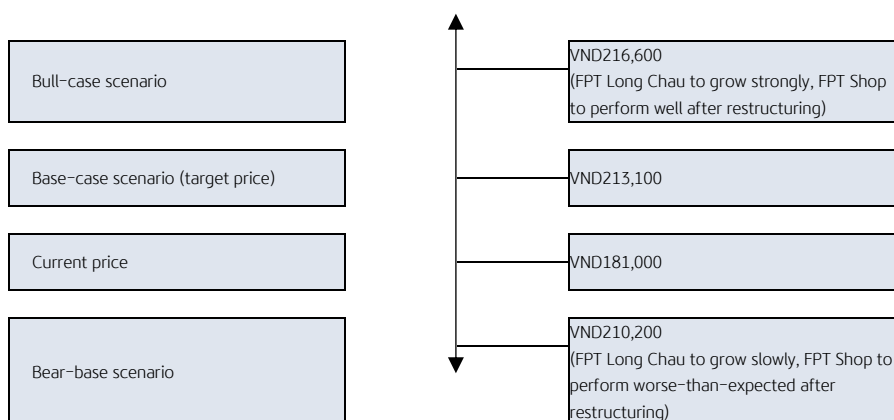 Bull-case scenario
VND216,600
(FPT Long Chau to grow strongly, FPT Shop
to perform well after restructuring)
Base-case scenario (target price)
VND213,100
Current price
VND181,000
Bear-base scenario
VND210,200
(FPT Long Chau to grow slowly, FPT Shop to
perform worse-than-expected after
restructuring)